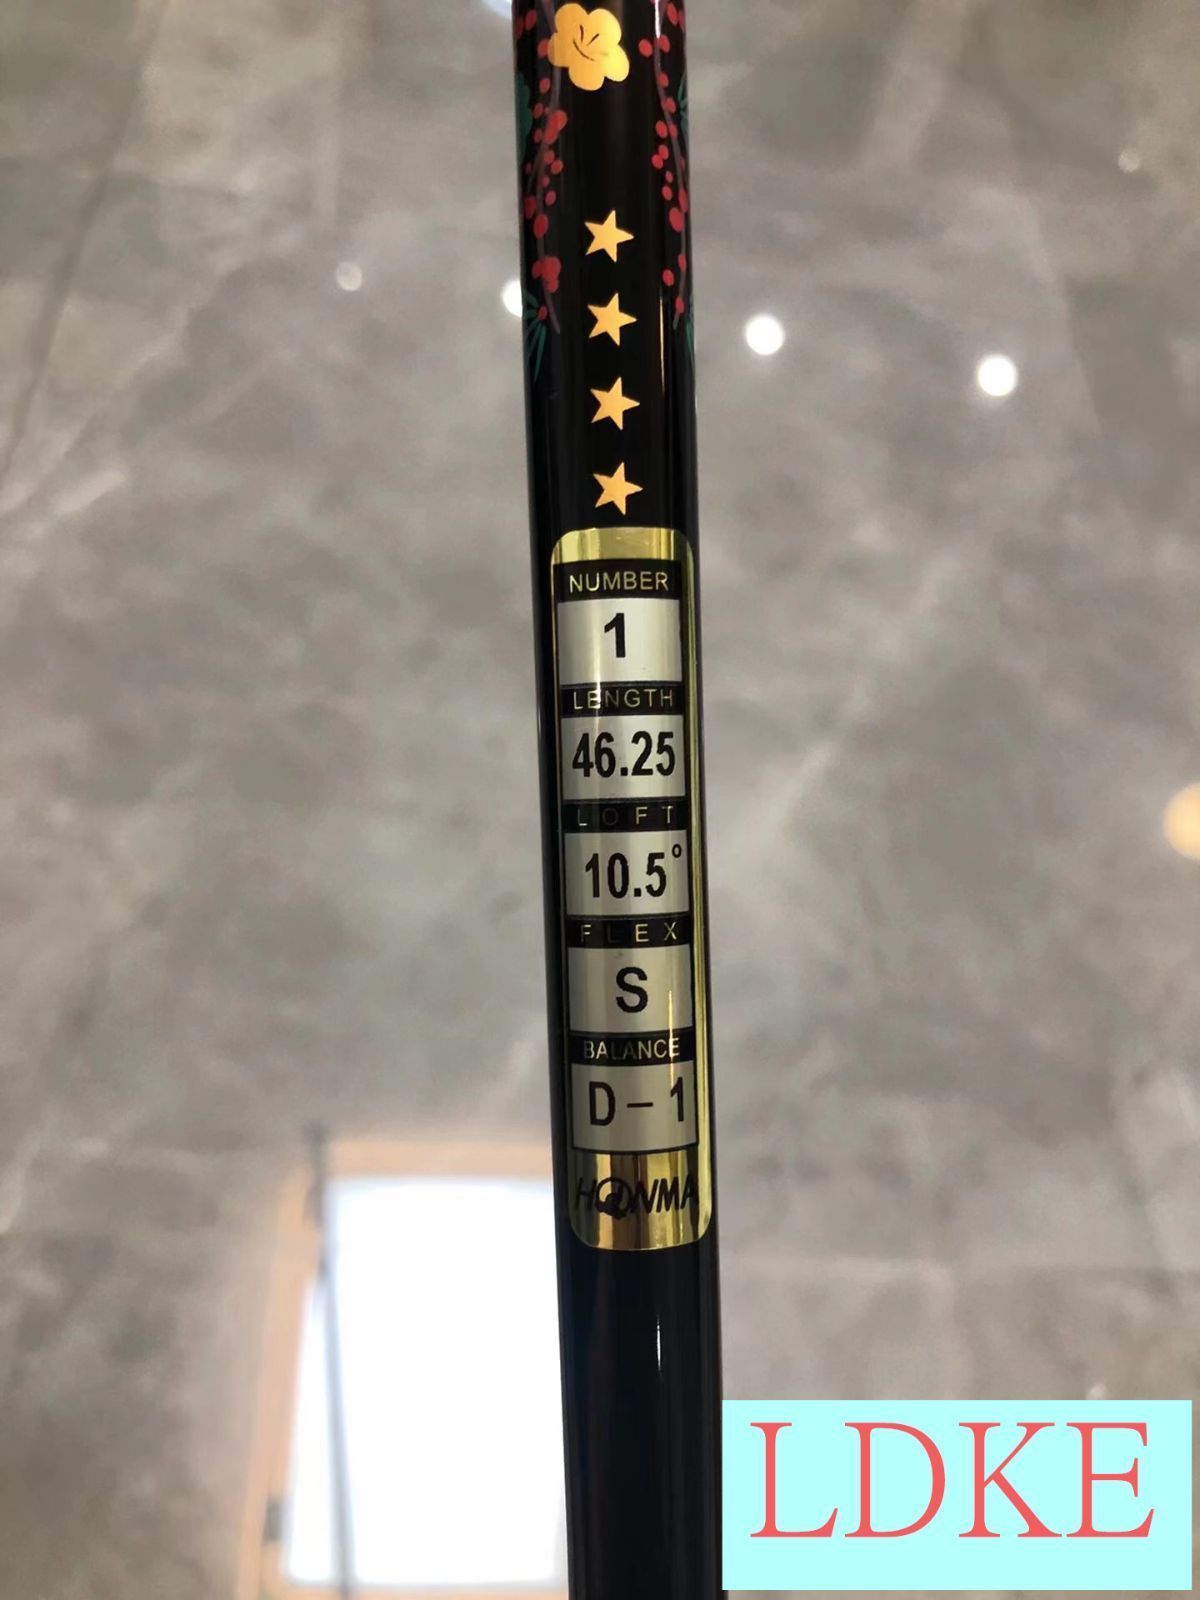 NUMBER
1
LENGTH
46.25
LOFT
10.5°
FLEX
S
BALANCE
D-1
HONMA
LDKE